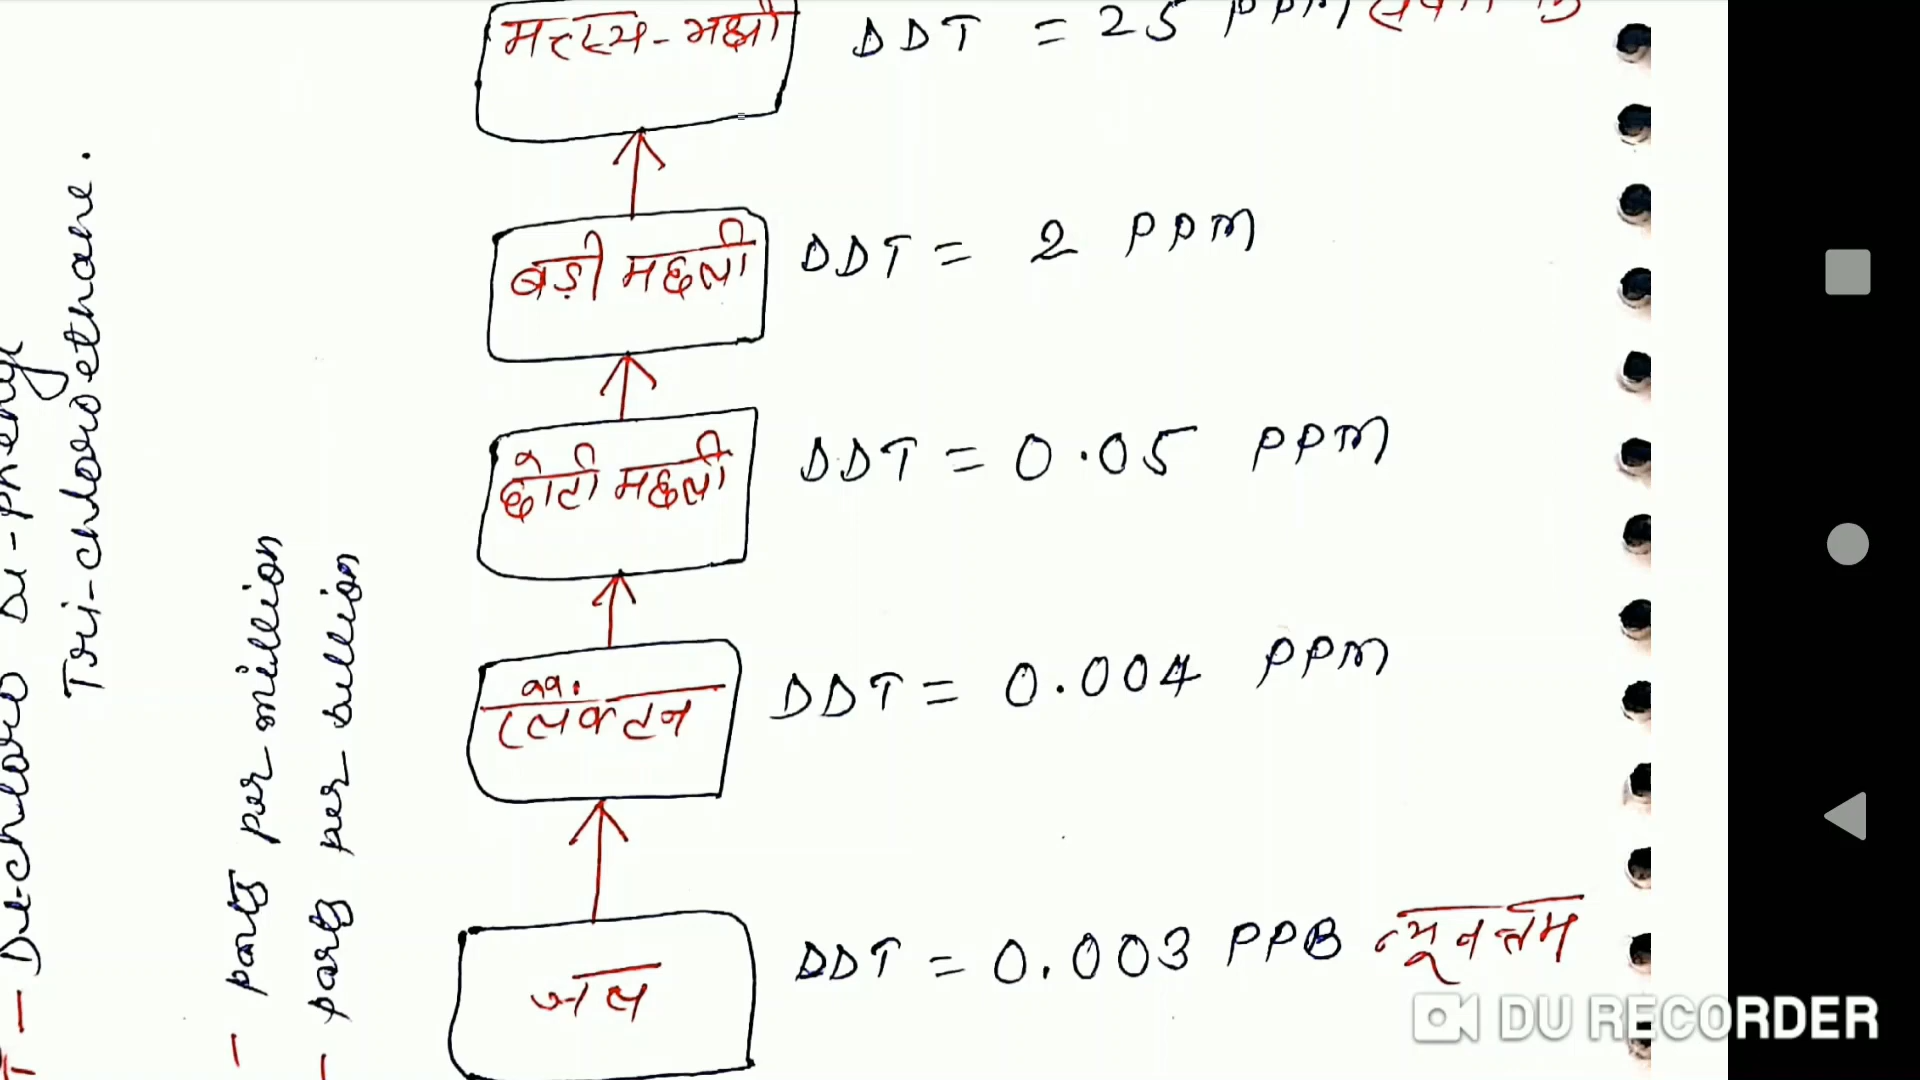 मत्स्य-भक्षी DDT = 25 PPM
बड़ी मछली DDT = 2 PPM
छोटी मछली DDT = 0.05 PPM
प्लैंक्टन DDT = 0.004 PPM
जल DDT = 0.003 PPB न्यूनतम
Di-chloro Di-phenyl
Tri-chloroethane.
- parts per million
- parts per billion
DU RECORDER